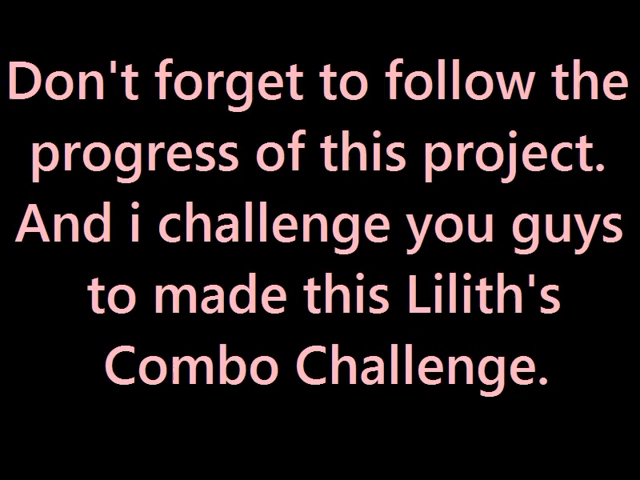 Don't forget to follow the
progress of this project.
And i challenge you guys
to made this Lilith's
Combo Challenge.